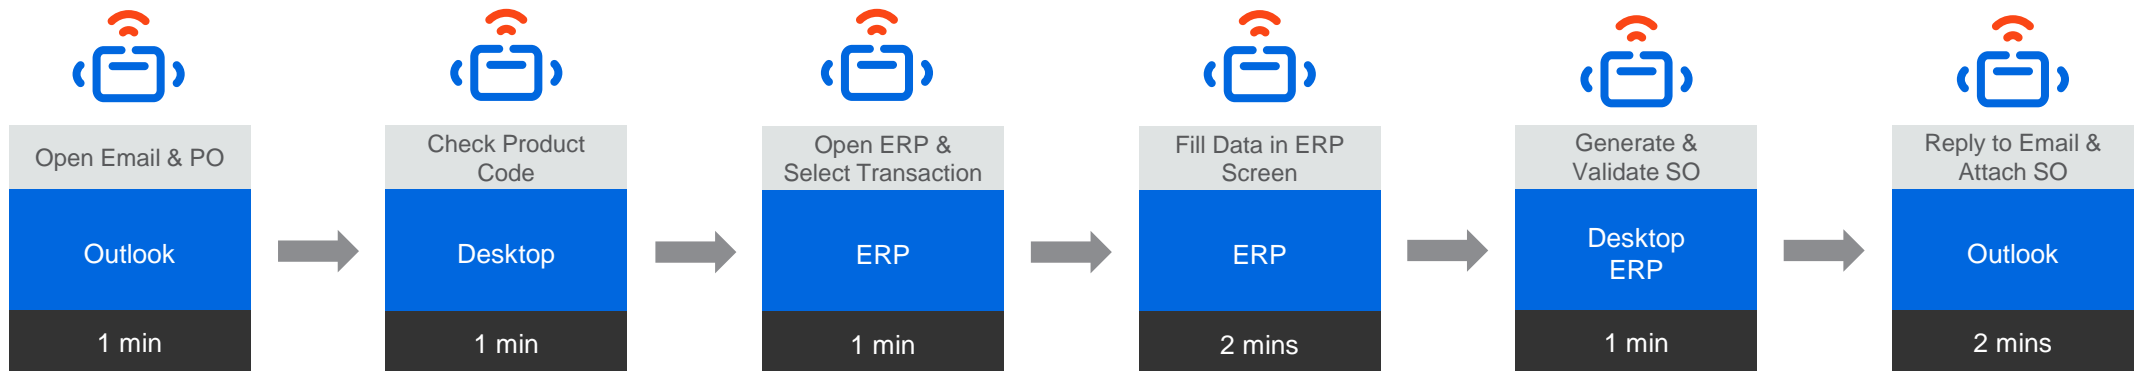 Open Email & PO
Outlook
1 min
Check Product
Code
Desktop
1 min
Open ERP &
Select Transaction
ERP
1 min
Fill Data in ERP
Screen
ERP
2 mins
Generate &
Validate SO
Desktop
ERP
1 min
Reply to Email &
Attach SO
Outlook
2 mins